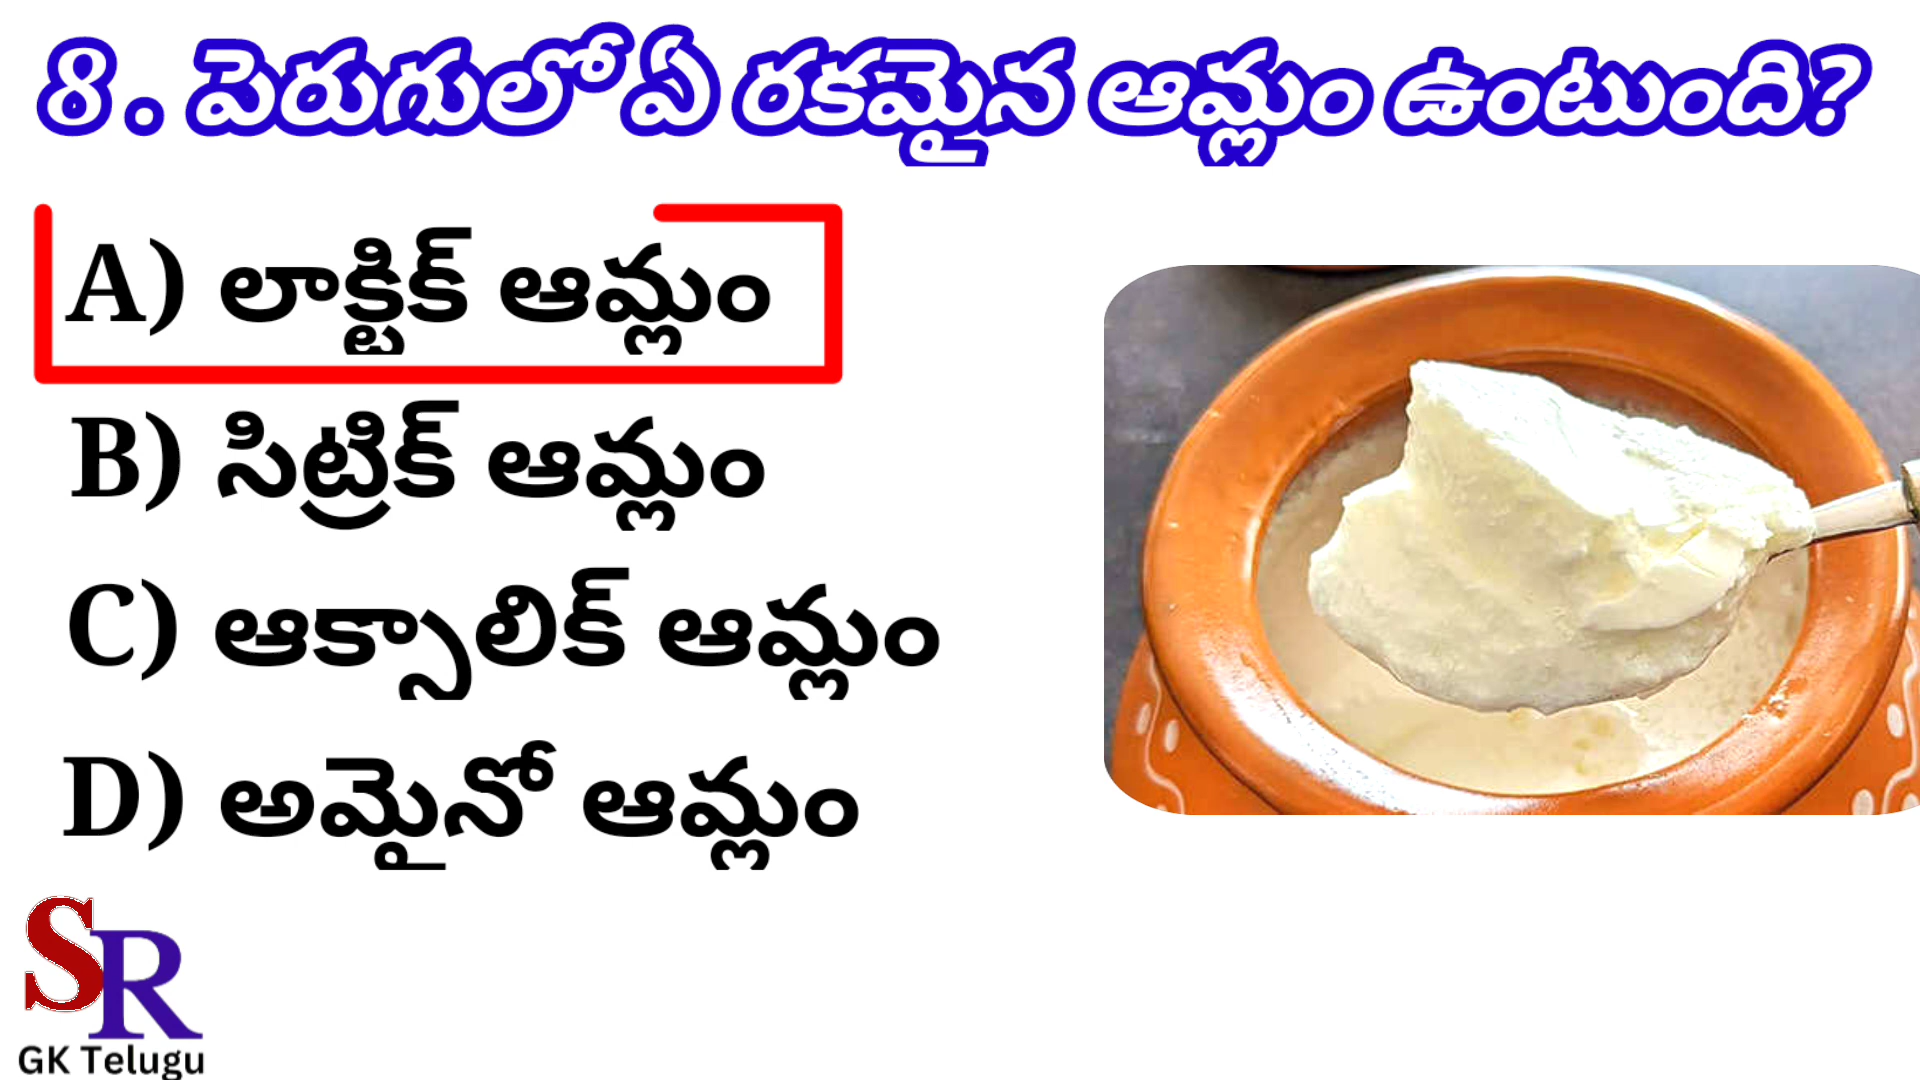 8. పెరుగులో ఏ రకమైన ఆమ్లం ఉంటుంది?
A) లాక్టిక్ ఆమ్లం
B) సిట్రిక్ ఆమ్లం
C) ఆక్సాలిక్ ఆమ్లం
D) అమైనో ఆమ్లం
SR
GK Telugu